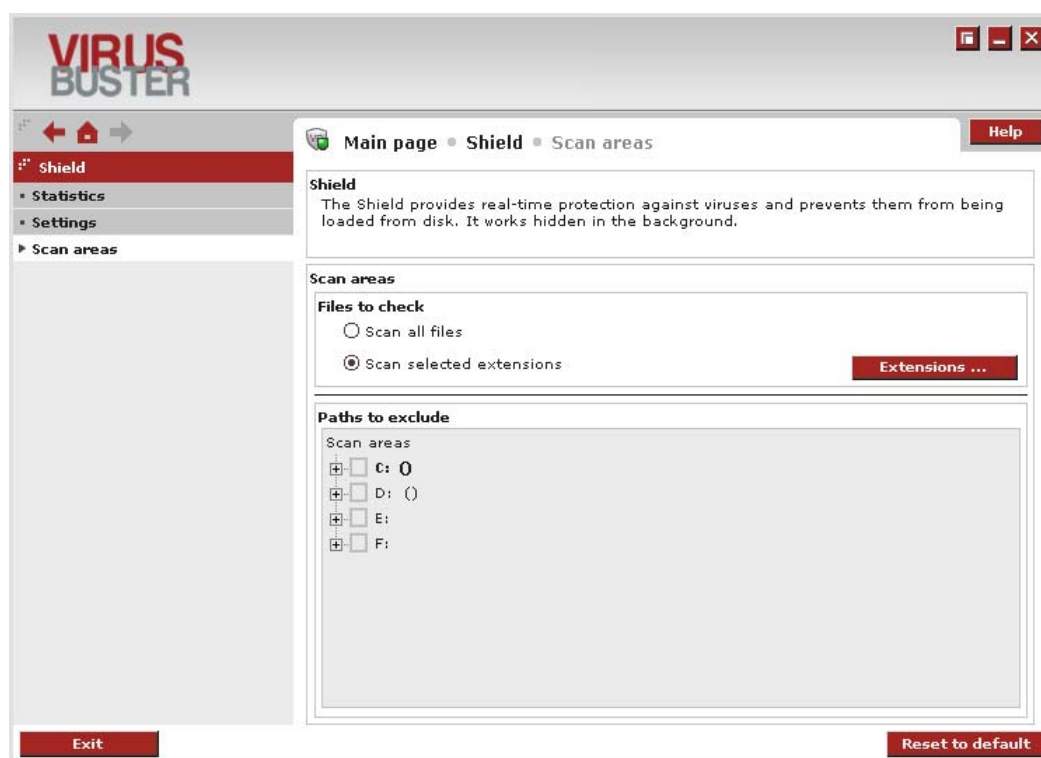 VIRUS
BUSTER
Help
Main page Shield Scan areas
Shield
Statistics
Settings
Scan areas
Shield
The Shield provides real-time protection against viruses and prevents them from being
loaded from disk. It works hidden in the background.
Scan areas
Files to check
Scan all files
Scan selected extensions
Extensions ...
Paths to exclude
Scan areas
C: ()
D: ()
E:
F:
Exit
Reset to default